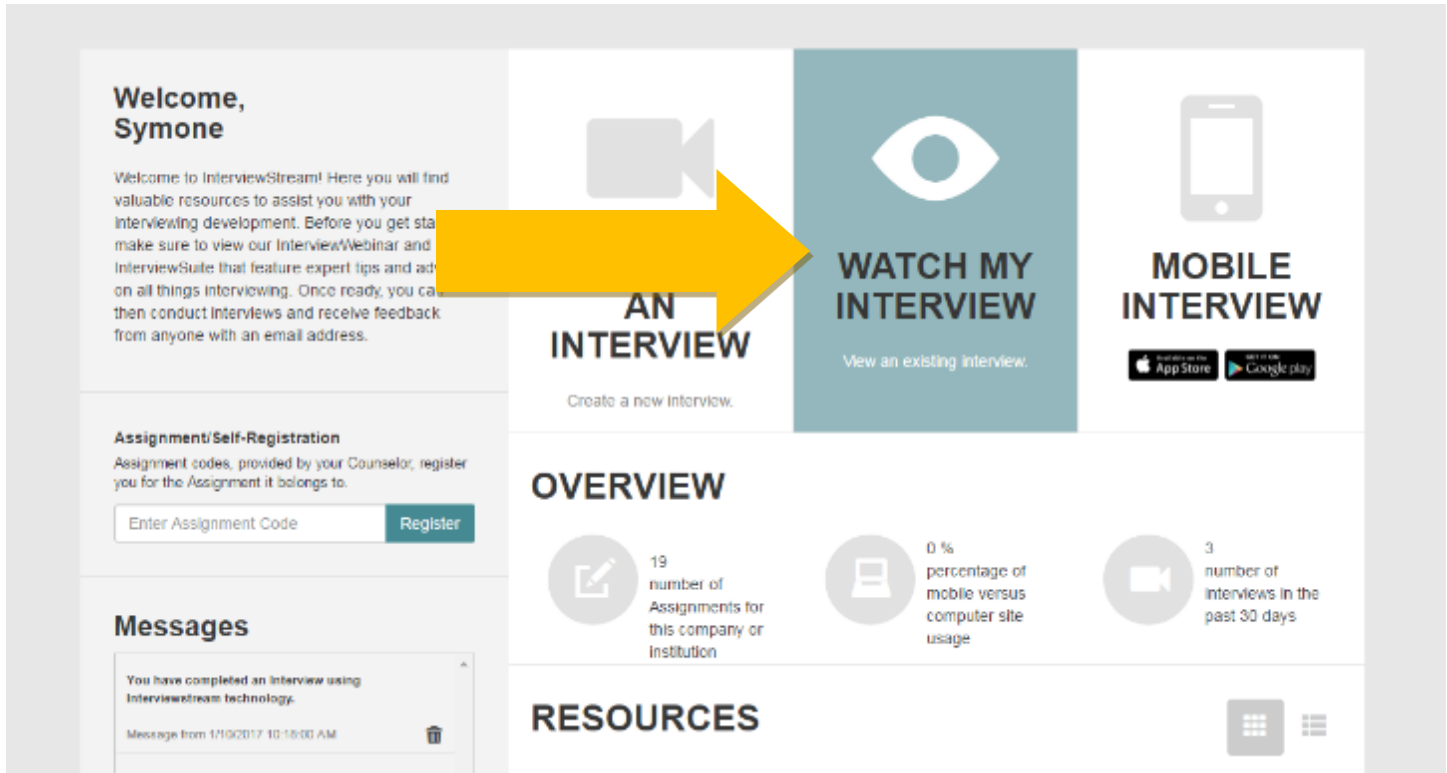 Welcome,
Symone
Welcome to InterviewStream! Here you will find
valuable resources to assist you with your
interviewing development. Before you get sta
make sure to view our InterviewWebinar and
InterviewSuite that feature expert tips and ad
on all things interviewing. Once ready, you ca
then conduct interviews and receive feedback
from anyone with an email address.
Assignment/Self-Registration
Assignment codes, provided by your Counselor, register
you for the Assignment it belongs to.
Enter Assignment Code
Register
Messages
You have completed an Interview using
Interviewstream technology.
Message from 1/10/2017 10:18:00 AM
AN
INTERVIEW
Create a new interview.
WATCH MY
INTERVIEW
View an existing interview.
MOBILE
INTERVIEW
Available on the
App Store
GET IT ON
Google play
OVERVIEW
19
number of
Assignments for
this company or
institution
0 %
percentage of
mobile versus
computer site
usage
3
number of
interviews in the
past 30 days
RESOURCES